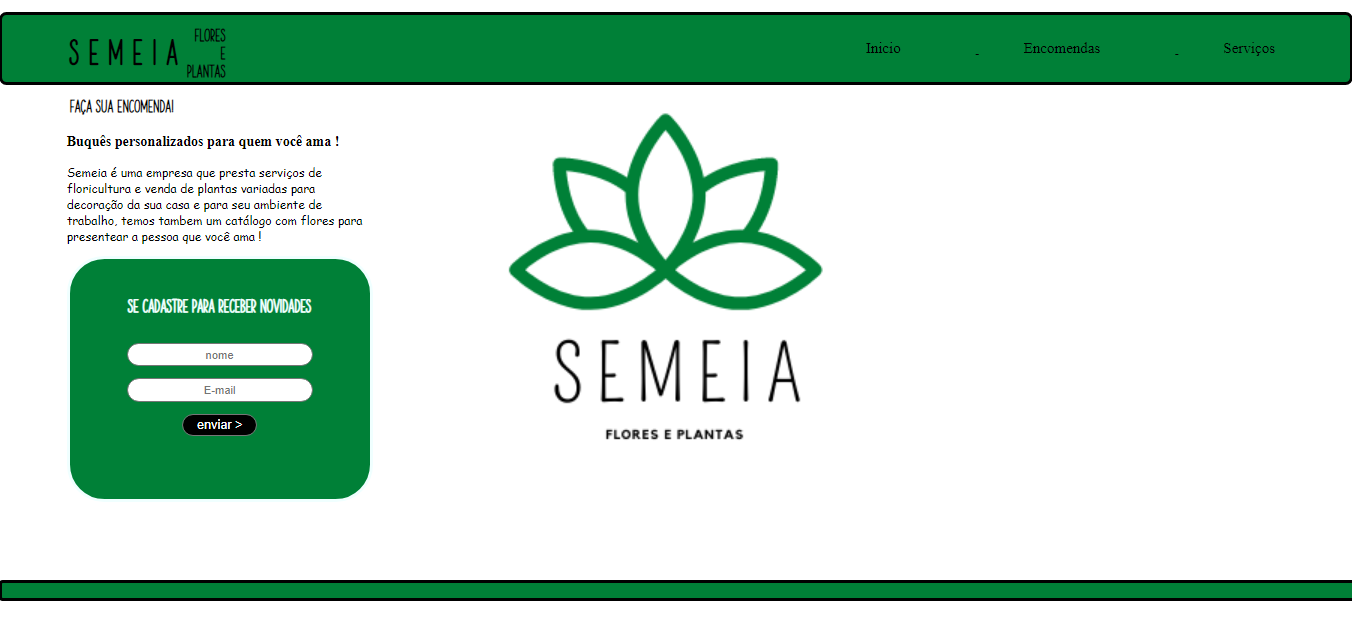 SEMEIA
FLORES
E
PLANTAS
Inicio - Encomendas - Serviços
FAÇA SUA ENCOMENDA!
Buquês personalizados para quem você ama !
Semeia é uma empresa que presta serviços de
floricultura e venda de plantas variadas para
decoração da sua casa e para seu ambiente de
trabalho, temos tambem um catálogo com flores para
presentear a pessoa que você ama !
SE CADASTRE PARA RECEBER NOVIDADES
nome
E-mail
enviar >
SEMEIA
FLORES E PLANTAS